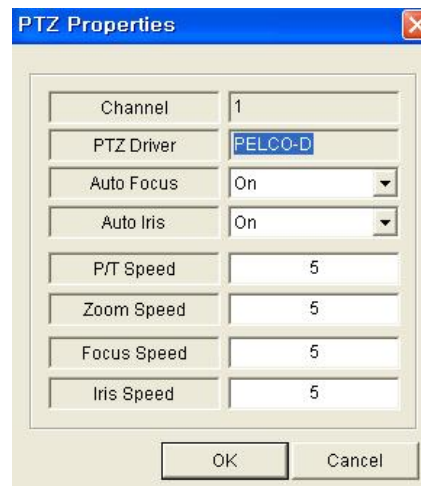 PTZ Properties
Channel 1
PTZ Driver PELCO-D
Auto Focus On
Auto Iris On
P/T Speed 5
Zoom Speed 5
Focus Speed 5
Iris Speed 5
OK Cancel